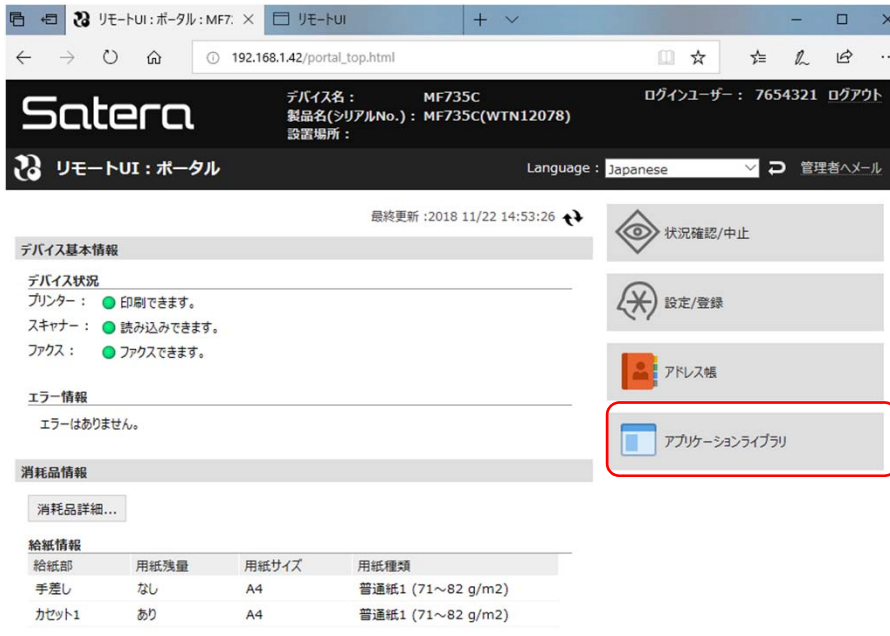 リモートUI : ポータル : MF7:
リモートUI
192.168.1.42/portal_top.html
Satera
デバイス名 : MF735C
製品名(シリアルNo.) : MF735C(WTN12078)
設置場所 :
ログインユーザー : 7654321 ログアウト
リモートUI : ポータル
Language : Japanese 管理者へメール
最終更新 :2018 11/22 14:53:26
デバイス基本情報
デバイス状況
プリンター : 印刷できます。
スキャナー : 読み込みできます。
ファクス : ファクスできます。
エラー情報
エラーはありません。
消耗品情報
消耗品詳細...
給紙情報
給紙部 用紙残量 用紙サイズ 用紙種類
手差し なし A4 普通紙1 (71～82 g/m2)
カセット1 あり A4 普通紙1 (71～82 g/m2)
状況確認/中止
設定/登録
アドレス帳
アプリケーションライブラリ